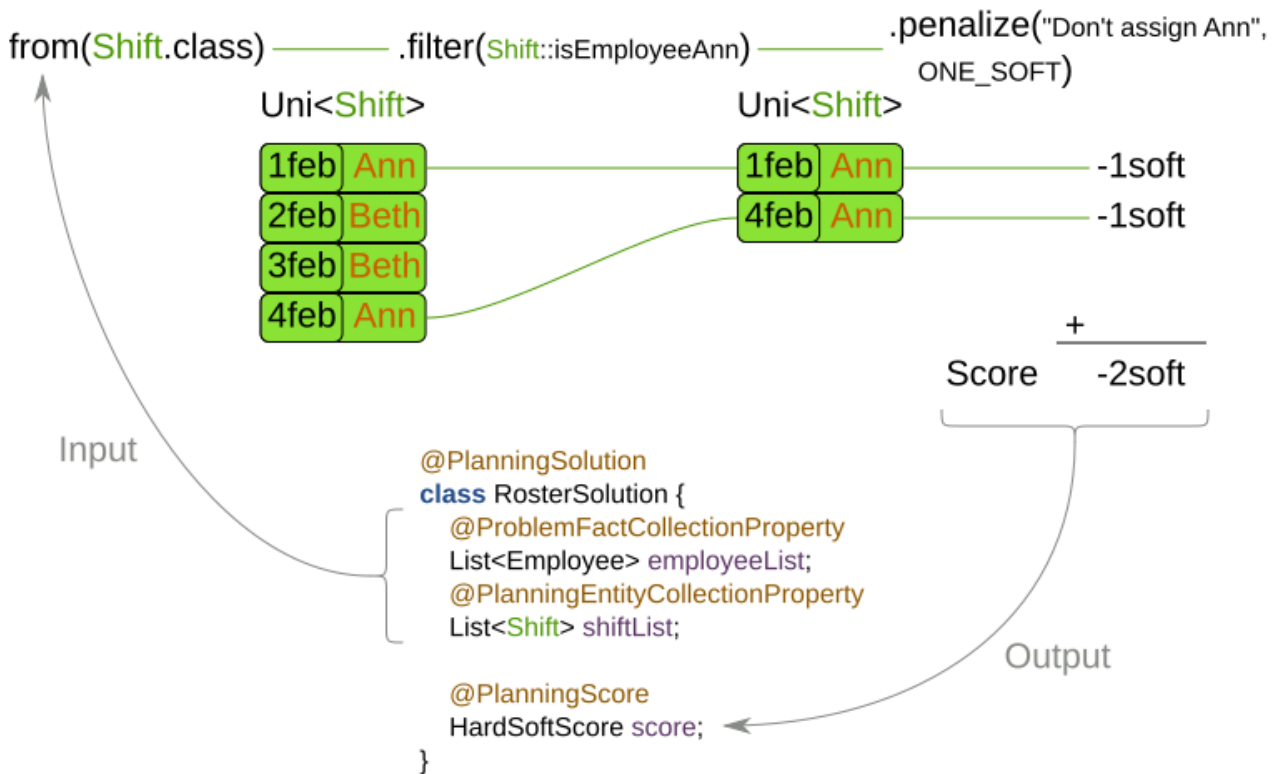 from(Shift.class) .filter(Shift::isEmployeeAnn) .penalize("Don't assign Ann",
ONE_SOFT)
Uni<Shift> Uni<Shift>
1feb Ann 1feb Ann -1soft
2feb Beth 4feb Ann -1soft
3feb Beth
4feb Ann
+
Score -2soft
Input
@PlanningSolution
class RosterSolution {
@ProblemFactCollectionProperty
List<Employee> employeeList;
@PlanningEntityCollectionProperty
List<Shift> shiftList;
Output
@PlanningScore
HardSoftScore score;
}